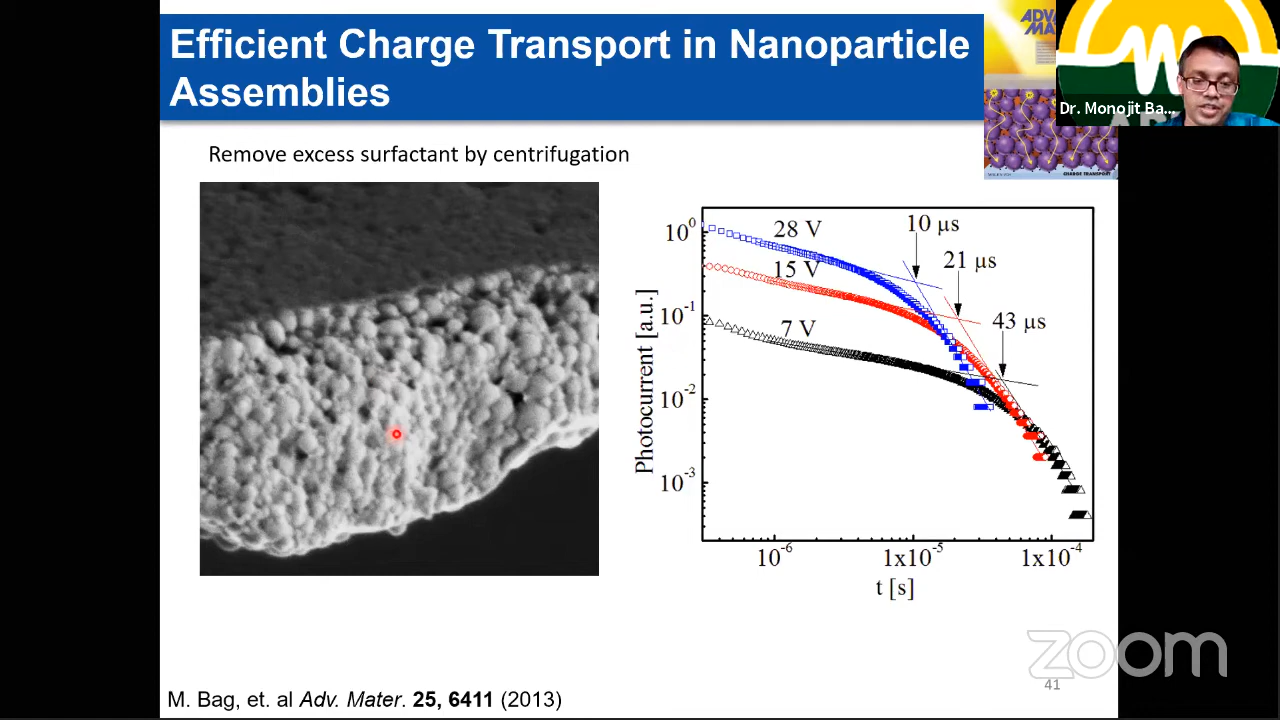 Efficient Charge Transport in Nanoparticle
Assemblies
Dr. Monojit Ba...
CHARGE TRANSPORT
Remove excess surfactant by centrifugation
28 V
15 V
7 V
10 μs
21 μs
43 μs
10⁰
10⁻¹
10⁻²
10⁻³
Photocurrent [a.u.]
10⁻⁶
1x10⁻⁵
1x10⁻⁴
t [s]
zoom
41
M. Bag, et. al Adv. Mater. 25, 6411 (2013)